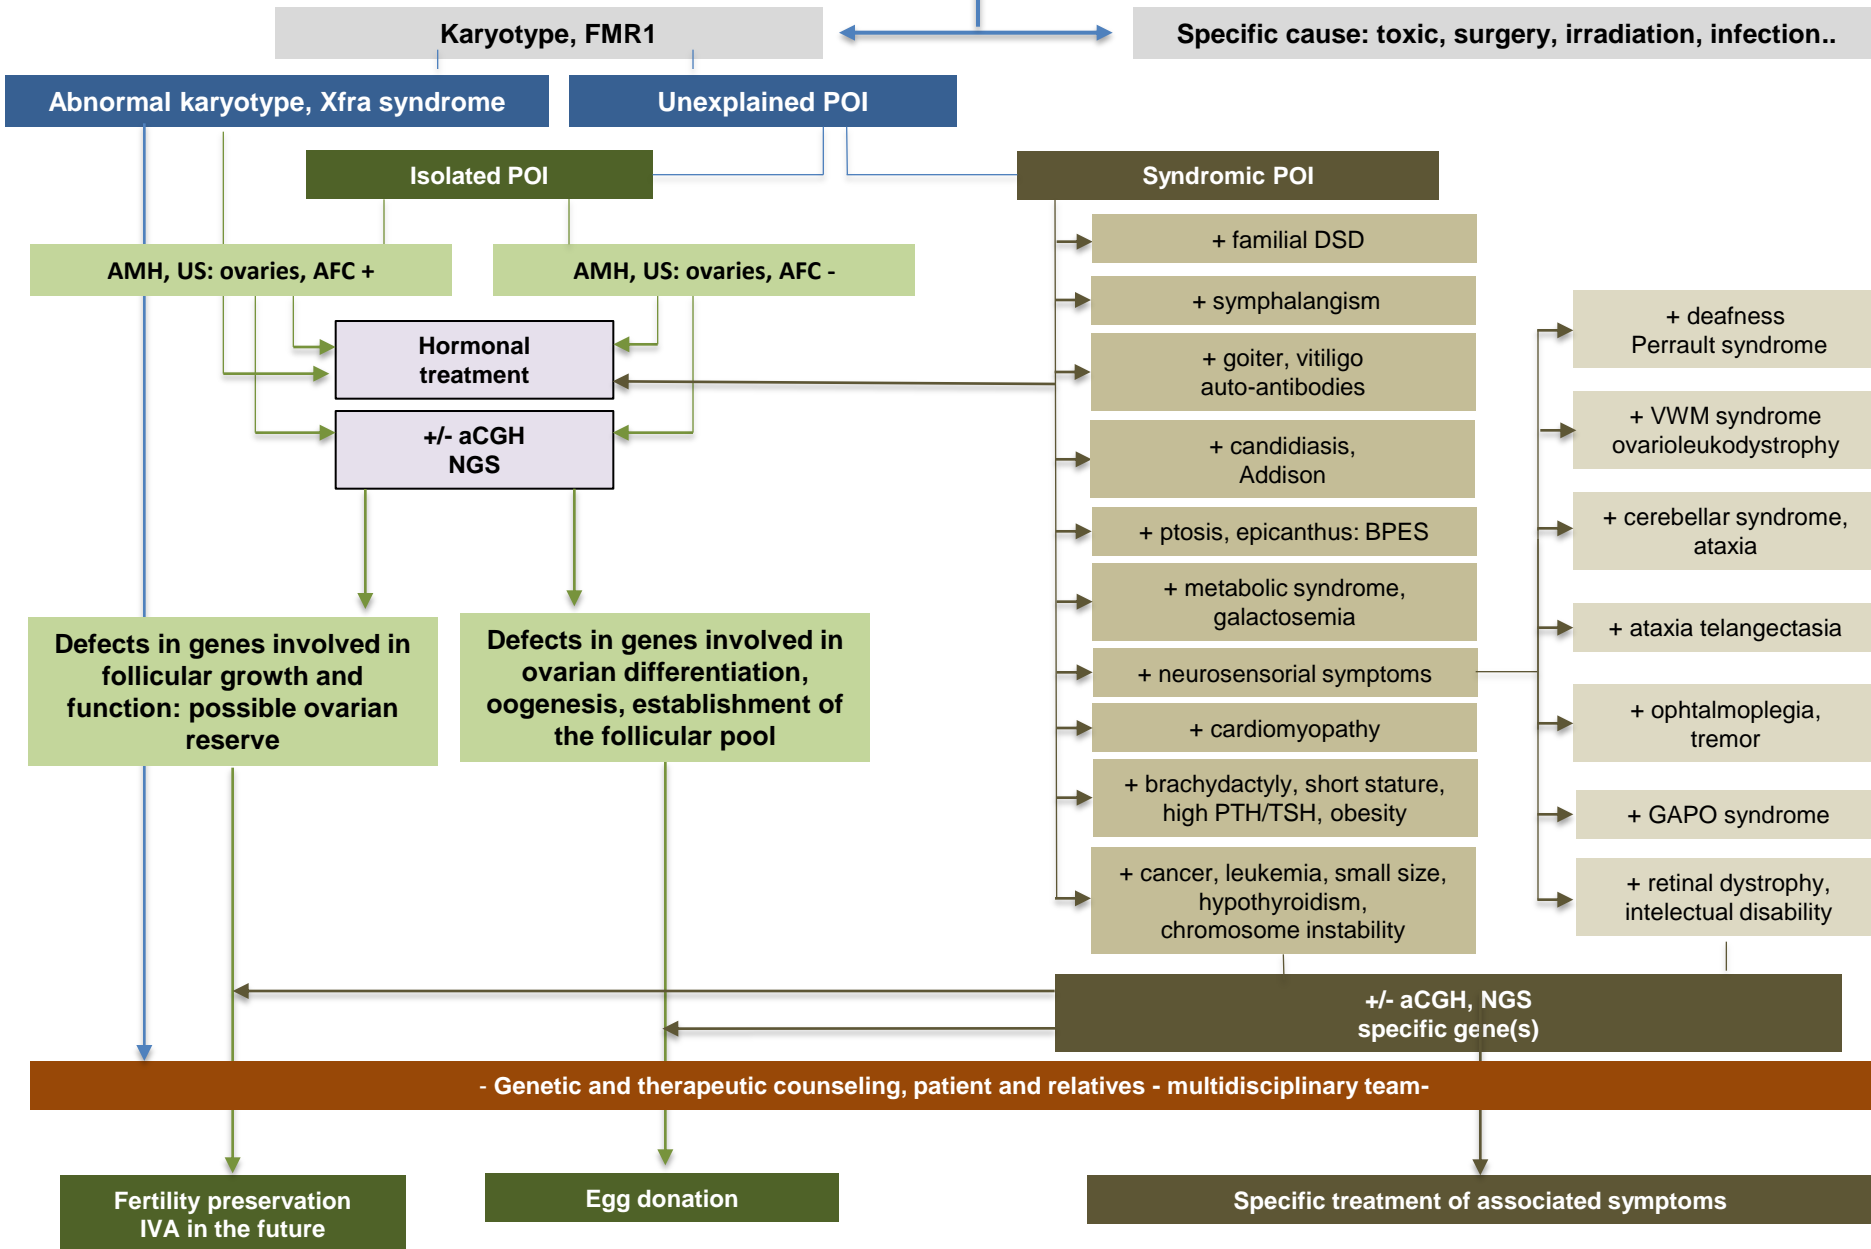 Karyotype, FMR1
Specific cause: toxic, surgery, irradiation, infection..
Abnormal karyotype, Xfra syndrome
Unexplained POI
Isolated POI
Syndromic POI
AMH, US: ovaries, AFC +
AMH, US: ovaries, AFC -
Hormonal
treatment
+/- aCGH
NGS
Defects in genes involved in
follicular growth and
function: possible ovarian
reserve
Defects in genes involved in
ovarian differentiation,
oogenesis, establishment of
the follicular pool
+ familial DSD
+ symphalangism
+ goiter, vitiligo
auto-antibodies
+ candidiasis,
Addison
+ ptosis, epicanthus: BPES
+ metabolic syndrome,
galactosemia
+ neurosensorial symptoms
+ cardiomyopathy
+ brachydactyly, short stature,
high PTH/TSH, obesity
+ cancer, leukemia, small size,
hypothyroidism,
chromosome instability
+ deafness
Perrault syndrome
+ VWM syndrome
ovarioleukodystrophy
+ cerebellar syndrome,
ataxia
+ ataxia telangectasia
+ ophtalmoplegia,
tremor
+ GAPO syndrome
+ retinal dystrophy,
intelectual disability
+/- aCGH, NGS
specific gene(s)
- Genetic and therapeutic counseling, patient and relatives - multidisciplinary team-
Fertility preservation
IVA in the future
Egg donation
Specific treatment of associated symptoms